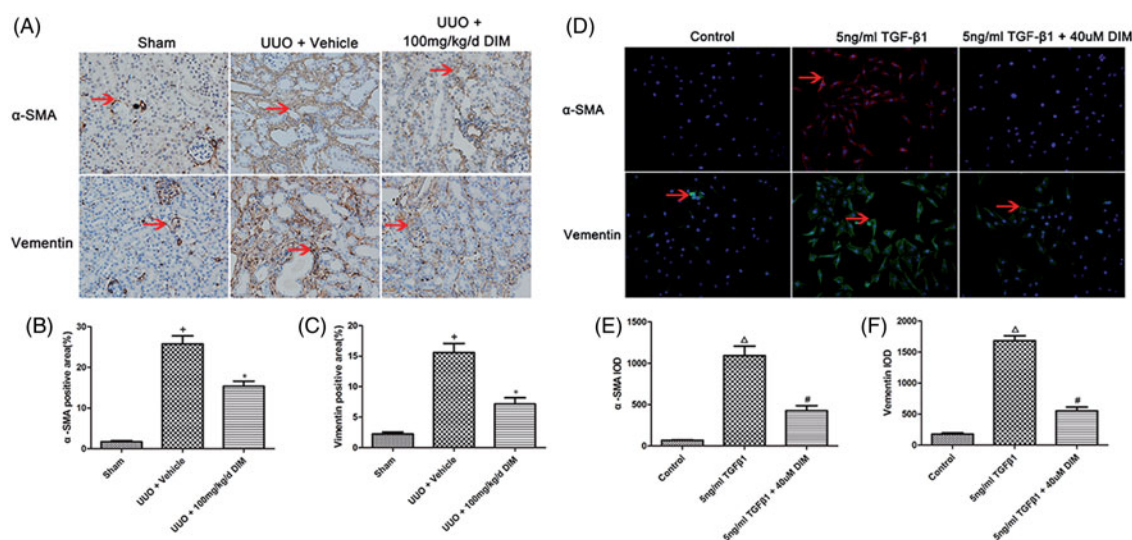 (A)
Sham
UUO + Vehicle
UUO +
100mg/kg/d DIM
α-SMA
Vementin
(B)
α-SMA positive area(%)
30
20
10
0
Sham
UUO + Vehicle
UUO + 100mg/kg/d DIM
+
*
(C)
Vimentin positive area(%)
20
15
10
5
0
Sham
UUO + Vehicle
UUO + 100mg/kg/d DIM
+
*
(D)
Control
5ng/ml TGF-β1
5ng/ml TGF-β1 + 40uM DIM
α-SMA
Vementin
(E)
α-SMA IOD
1500
1000
500
0
Control
5ng/ml TGFβ1
5ng/ml TGFβ1 + 40uM DIM
Δ
#
(F)
Vementin IOD
2000
1500
1000
500
0
Control
5ng/ml TGFβ1
5ng/ml TGFβ1 + 40uM DIM
Δ
#